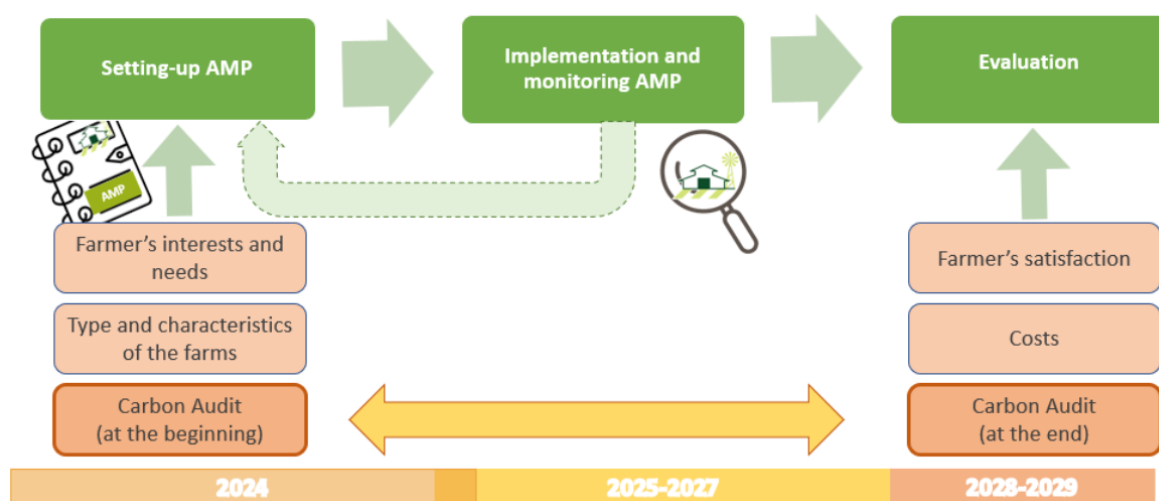 Setting-up AMP
Implementation and
monitoring AMP
Evaluation
AMP
Farmer's interests and
needs
Type and characteristics
of the farms
Carbon Audit
(at the beginning)
Farmer's satisfaction
Costs
Carbon Audit
(at the end)
2024
2025-2027
2028-2029